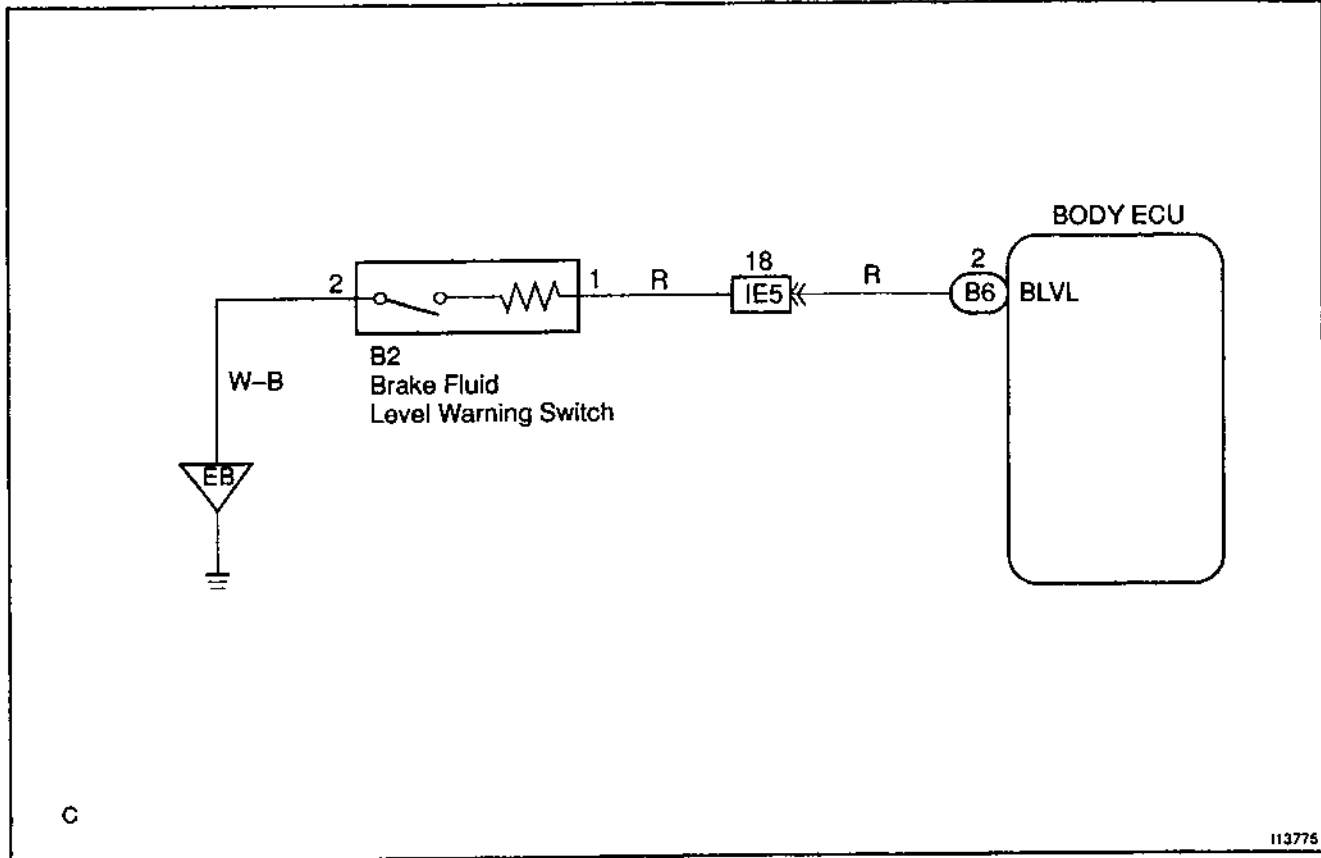 BODY ECU
2
1
R
18
IE5
R
2
B6
BLVL
W–B
B2
Brake Fluid
Level Warning Switch
EB
C
I13775